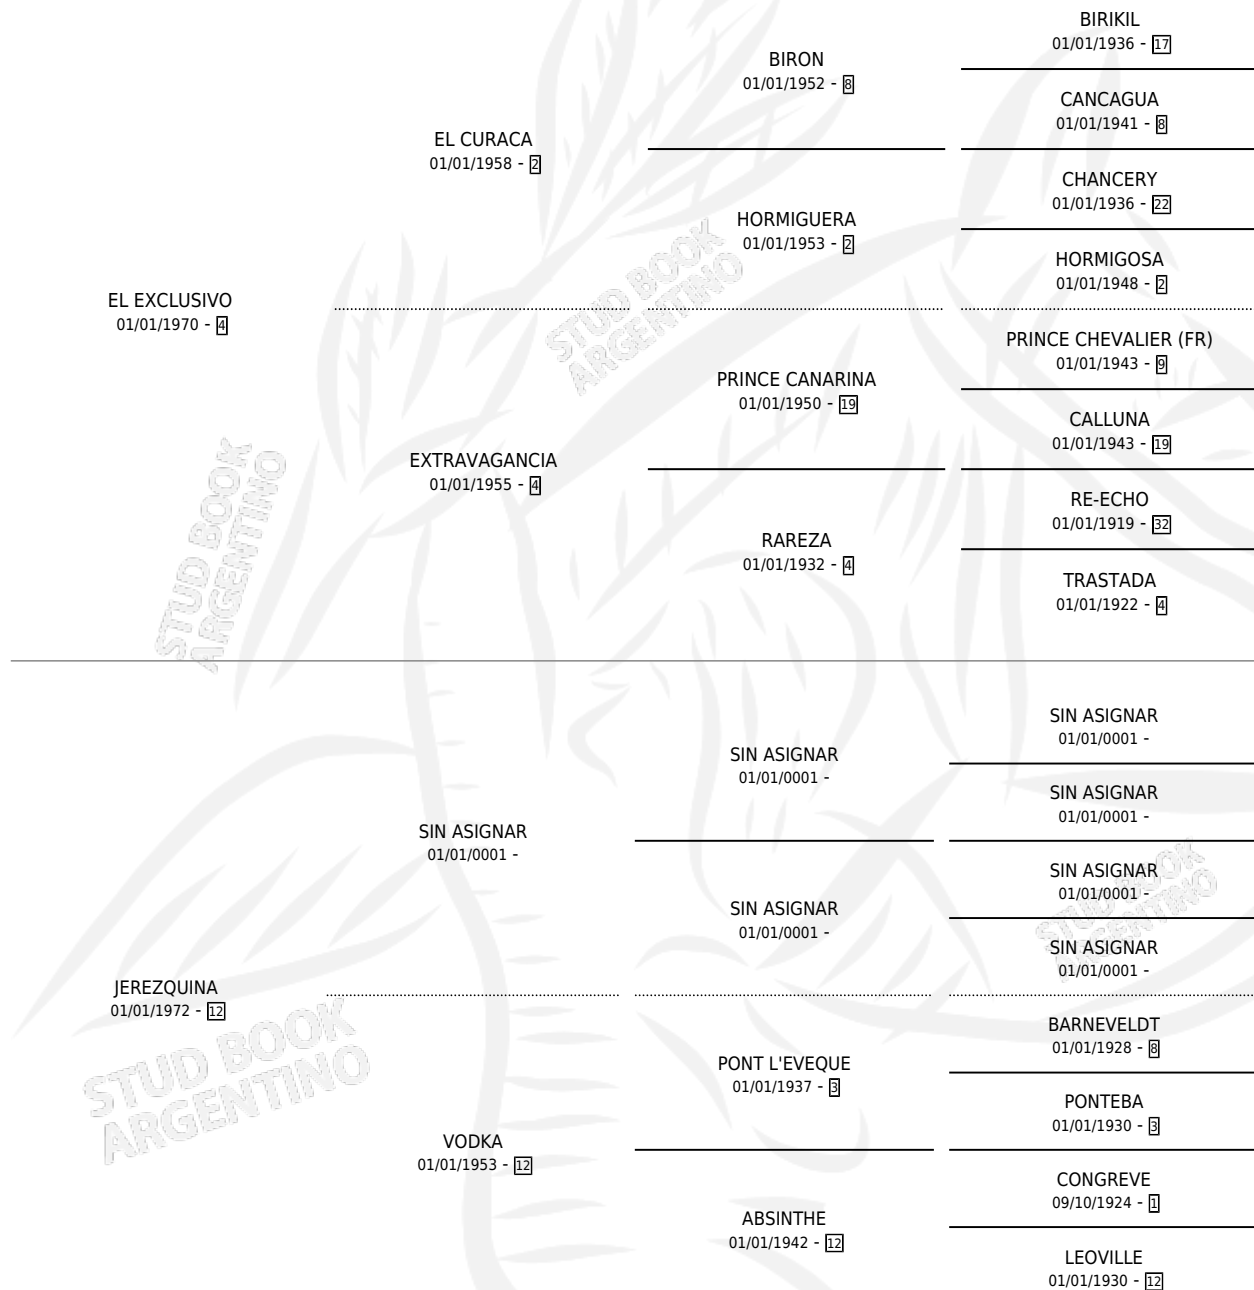 BIRIKIL
01/01/1936 - 17
BIRON
01/01/1952 - 8
CANCAGUA
01/01/1941 - 8
EL CURACA
01/01/1958 - 2
CHANCERY
01/01/1936 - 22
HORMIGUERA
01/01/1953 - 2
HORMIGOSA
01/01/1948 - 2
EL EXCLUSIVO
01/01/1970 - 4
PRINCE CHEVALIER (FR)
01/01/1943 - 9
PRINCE CANARINA
01/01/1950 - 19
CALLUNA
01/01/1943 - 19
EXTRAVAGANCIA
01/01/1955 - 4
RE-ECHO
01/01/1919 - 32
RAREZA
01/01/1932 - 4
TRASTADA
01/01/1922 - 4
SIN ASIGNAR
01/01/0001 -
SIN ASIGNAR
01/01/0001 -
SIN ASIGNAR
01/01/0001 -
SIN ASIGNAR
01/01/0001 -
SIN ASIGNAR
01/01/0001 -
SIN ASIGNAR
01/01/0001 -
SIN ASIGNAR
01/01/0001 -
JEREZQUINA
01/01/1972 - 12
BARNEVELDT
01/01/1928 - 8
PONT L'EVEQUE
01/01/1937 - 3
PONTEBA
01/01/1930 - 3
VODKA
01/01/1953 - 12
CONGREVE
09/10/1924 - 1
ABSINTHE
01/01/1942 - 12
LEOVILLE
01/01/1930 - 12
STUD BOOK
ARGENTINO
STUD BOOK
ARGENTINO
STUD BOOK
ARGENTINO
STUD BOOK
ARGENTINO